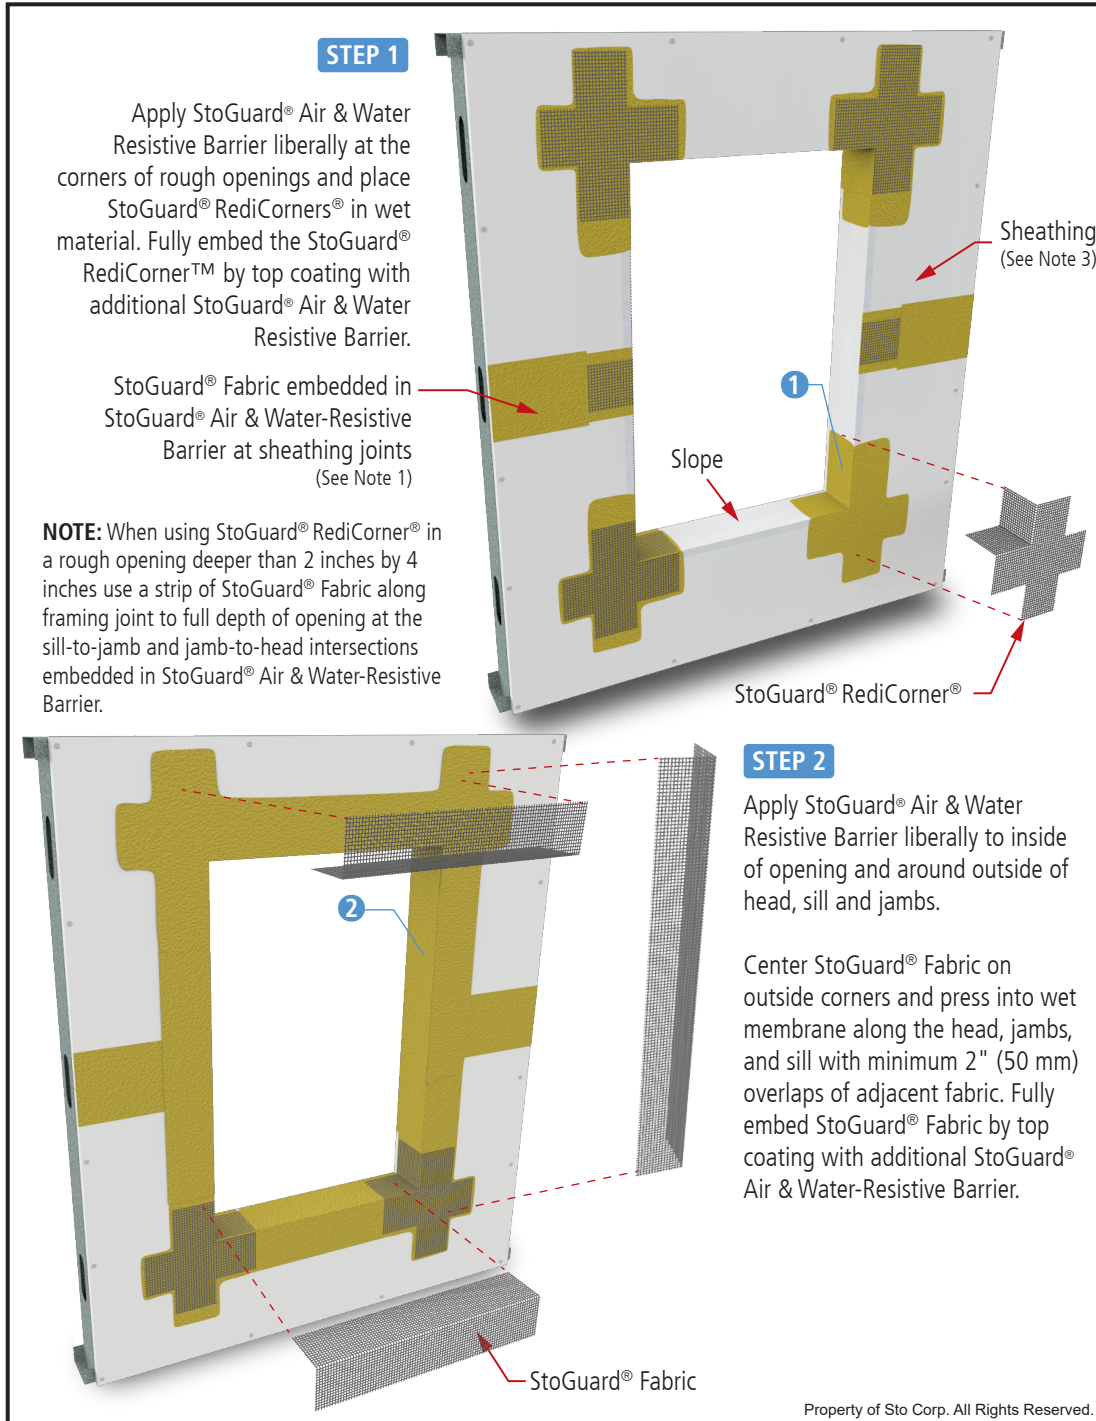 STEP 1
Apply StoGuard® Air & Water
Resistive Barrier liberally at the
corners of rough openings and place
StoGuard® RediCorners® in wet
material. Fully embed the StoGuard®
RediCorner™ by top coating with
additional StoGuard® Air & Water
Resistive Barrier.
StoGuard® Fabric embedded in
StoGuard® Air & Water-Resistive
Barrier at sheathing joints
(See Note 1)
NOTE: When using StoGuard® RediCorner® in
a rough opening deeper than 2 inches by 4
inches use a strip of StoGuard® Fabric along
framing joint to full depth of opening at the
sill-to-jamb and jamb-to-head intersections
embedded in StoGuard® Air & Water-Resistive
Barrier.
Sheathing
(See Note 3)
1
Slope
StoGuard® RediCorner®
STEP 2
Apply StoGuard® Air & Water
Resistive Barrier liberally to inside
of opening and around outside of
head, sill and jambs.
Center StoGuard® Fabric on
outside corners and press into wet
membrane along the head, jambs,
and sill with minimum 2" (50 mm)
overlaps of adjacent fabric. Fully
embed StoGuard® Fabric by top
coating with additional StoGuard®
Air & Water-Resistive Barrier.
2
StoGuard® Fabric
Property of Sto Corp. All Rights Reserved.